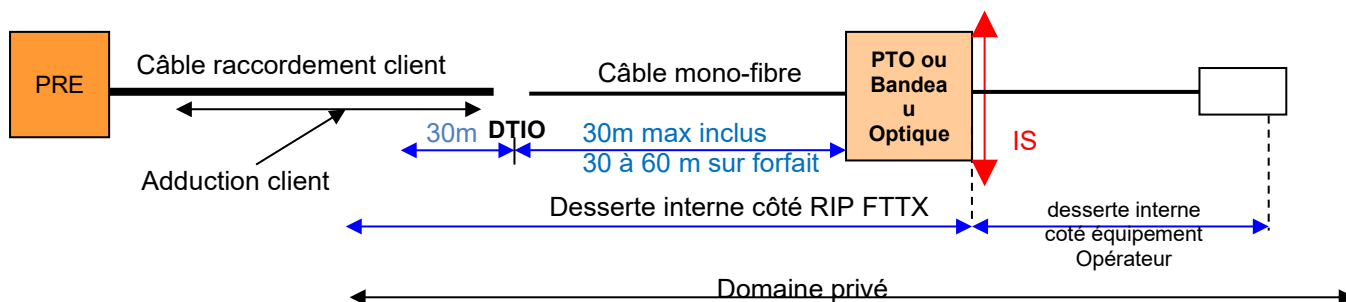 PRE
Câble raccordement client
Câble mono-fibre
PTO ou
Bandea
u
Optique
30m
DTIO
30m max inclus
30 à 60 m sur forfait
IS
Adduction client
Desserte interne côté RIP FTTX
desserte interne
coté équipement
Opérateur
Domaine privé